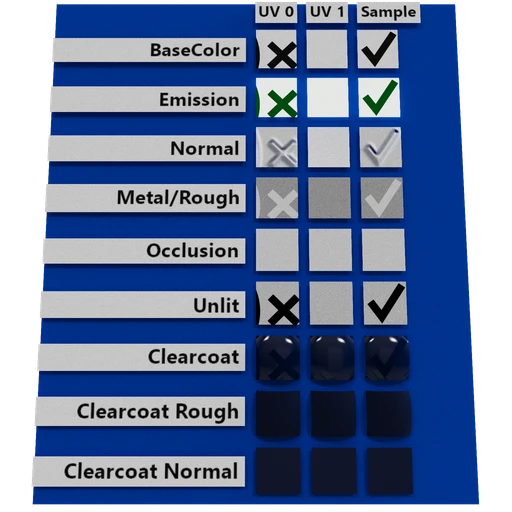 UV 0 UV 1 Sample
BaseColor
Emission
Normal
Metal/Rough
Occlusion
Unlit
Clearcoat
Clearcoat Rough
Clearcoat Normal